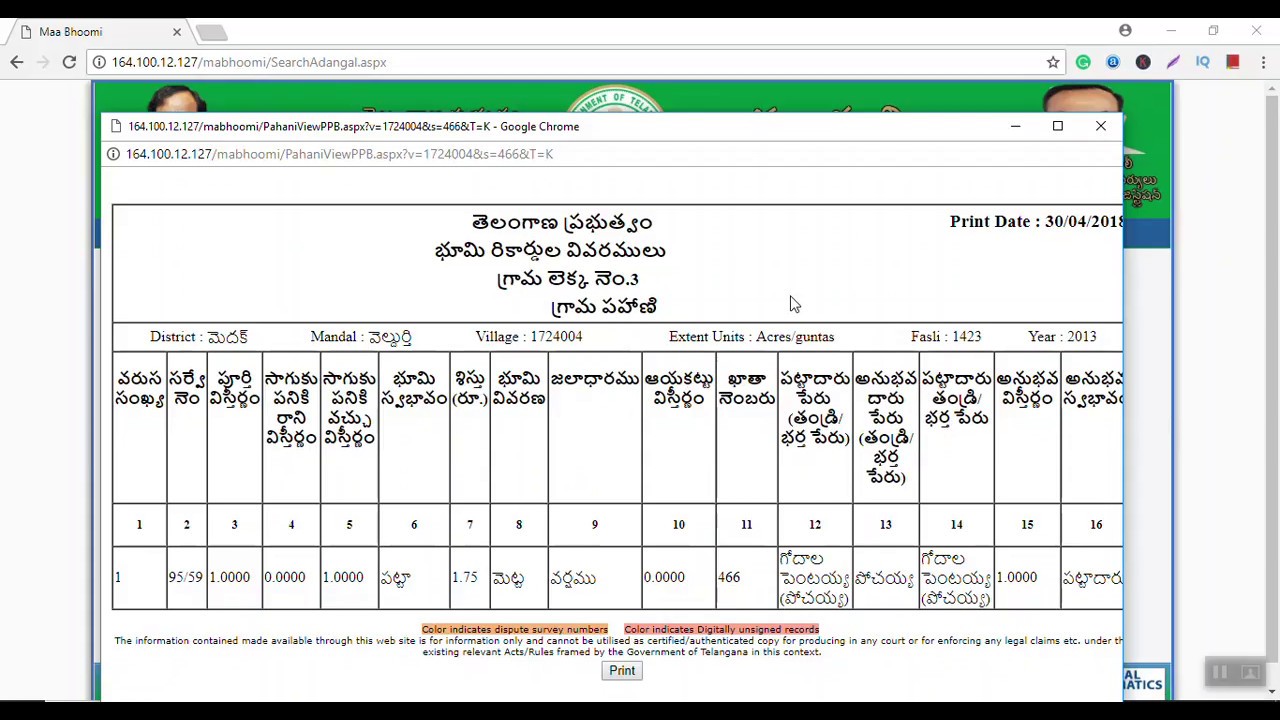 Maa Bhoomi
164.100.12.127/mabhoomi/SearchAdangal.aspx
164.100.12.127/mabhoomi/PahaniViewPPB.aspx?v=1724004&s=466&T=K - Google Chrome
164.100.12.127/mabhoomi/PahaniViewPPB.aspx?v=1724004&s=466&T=K
తెలంగాణ ప్రభుత్వం
Print Date : 30/04/2018
భూమి రికార్డుల వివరములు
గ్రామ లెక్క నెం.3
గ్రామ పహాణి
District : మెదక్ Mandal : వెల్దుర్తి Village : 1724004 Extent Units : Acres/guntas Fasli : 1423 Year : 2013
వరుస సంఖ్య
సర్వే నెం
పూర్తి విస్తీర్ణం
సాగుకు పనికి రాని విస్తీర్ణం
సాగుకు పనికి వచ్చు విస్తీర్ణం
భూమి స్వభావం
శిస్తు (రూ.)
భూమి వివరణ
జలాధారము
ఆయకట్టు విస్తీర్ణం
ఖాతా నెంబరు
పట్టాదారు పేరు (తండ్రి/ భర్త పేరు)
అనుభవ దారు పేరు (తండ్రి/ భర్త పేరు)
పట్టాదారు తండ్రి/ భర్త పేరు
అనుభవ విస్తీర్ణం
అనుభవ స్వభావం
1 2 3 4 5 6 7 8 9 10 11 12 13 14 15 16
1 95/59 1.0000 0.0000 1.0000 పట్టా 1.75 మెట్ట వర్షము 0.0000 466 గోదాల పెంటయ్య (పోచయ్య) పోచయ్య గోదాల పెంటయ్య (పోచయ్య) 1.0000 పట్టాదారు
Color indicates dispute survey numbers Color indicates Digitally unsigned records
The information contained made available through this web site is for information only and cannot be utilised as certified/authenticated copy for producing in any court or for enforcing any legal claims etc. under the
existing relevant Acts/Rules framed by the Government of Telangana in this context.
Print